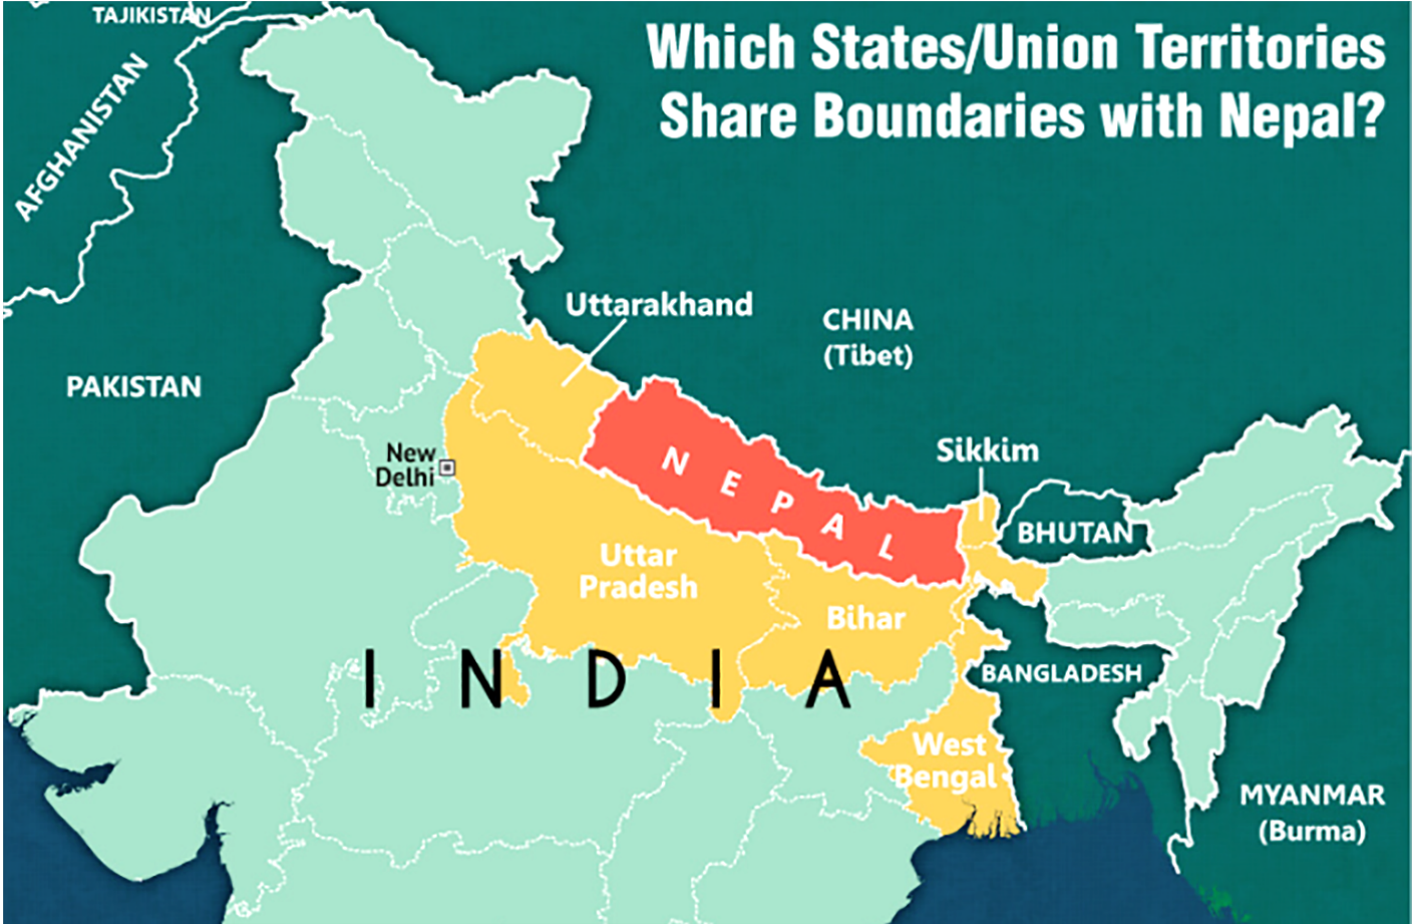 Which States/Union Territories
Share Boundaries with Nepal?
TAJIKISTAN
AFGHANISTAN
PAKISTAN
Uttarakhand
CHINA
(Tibet)
New
Delhi
NEPAL
Sikkim
BHUTAN
Uttar
Pradesh
Bihar
INDIA
BANGLADESH
West
Bengal
MYANMAR
(Burma)